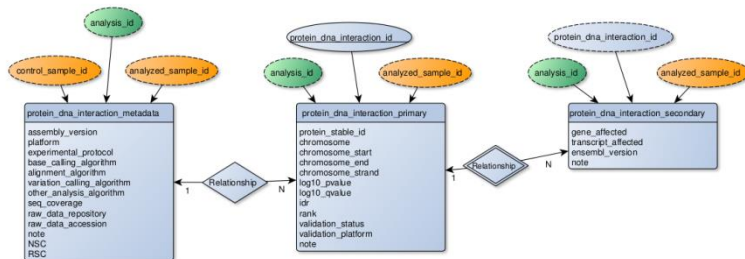 analysis_id
control_sample_id
analyzed_sample_id
protein_dna_interaction_metadata
assembly_version
platform
experimental_protocol
base_calling_algorithm
alignment_algorithm
variation_calling_algorithm
other_analysis_algorithm
seq_coverage
raw_data_repository
raw_data_accession
note
NSC
RSC
1
Relationship
N
protein_dna_interaction_id
analysis_id
analyzed_sample_id
protein_dna_interaction_primary
protein_stable_id
chromosome
chromosome_start
chromosome_end
chromosome_strand
log10_pvalue
log10_qvalue
idr
rank
validation_status
validation_platform
note
1
Relationship
N
protein_dna_interaction_id
analysis_id
analyzed_sample_id
protein_dna_interaction_secondary
gene_affected
transcript_affected
ensembl_version
note